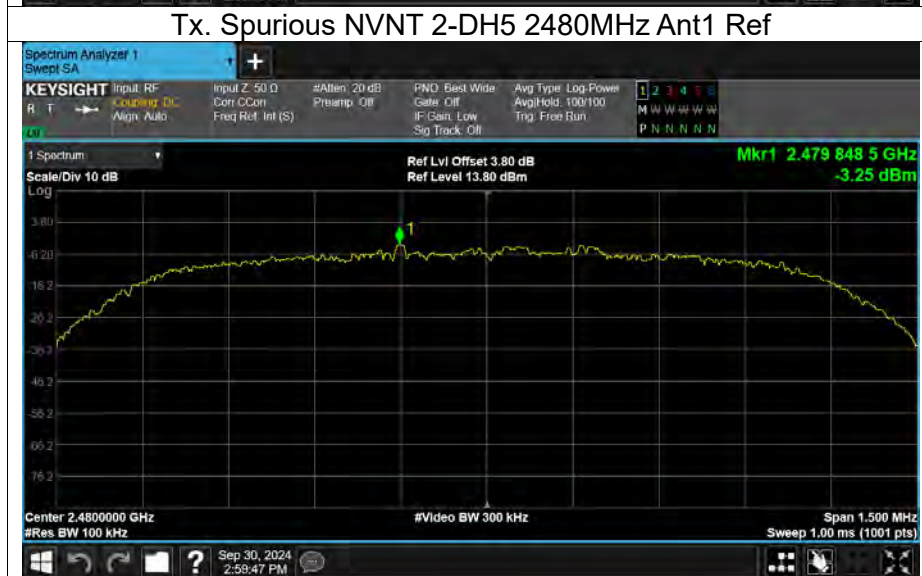 Tx. Spurious NVNT 2-DH5 2480MHz Ant1 Ref
Spectrum Analyzer 1
Swept SA
+
KEYSIGHT Input: RF Input Z: 50 Ω #Atten: 20 dB PNO: Best Wide Avg Type: Log-Power 1 2 3 4 5 6
R T Coupling: DC Corr CCorr Preamp: Off Gate: Off Avg|Hold: 100/100 M W W W W W
Align: Auto Freq Ref: Int (S) IF Gain: Low Trig: Free Run
Sig Track: Off P N N N N N
1 Spectrum Ref Lvl Offset 3.80 dB Mkr1 2.479 848 5 GHz
Scale/Div 10 dB Ref Level 13.80 dBm -3.25 dBm
Log
1
3.80
-6.20
-16.2
-26.2
-36.2
-46.2
-56.2
-66.2
-76.2
Center 2.4800000 GHz #Video BW 300 kHz Span 1.500 MHz
#Res BW 100 kHz Sweep 1.00 ms (1001 pts)
? Sep 30, 2024
2:59:47 PM